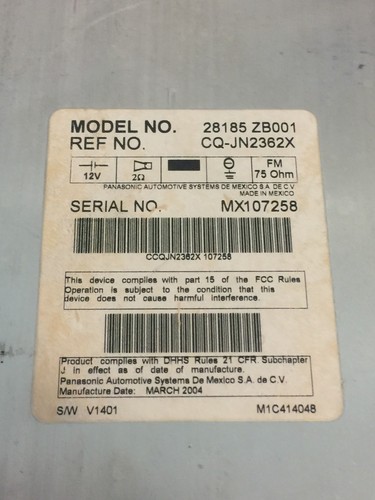 MODEL NO. 28185 ZB001
REF NO. CQ-JN2362X
12V 2Ω FM 75 Ohm
PANASONIC AUTOMOTIVE SYSTEMS DE MEXICO S.A. DE C.V
MADE IN MEXICO
SERIAL NO. MX107258
CCQJN2362X 107258
This device complies with part 15 of the FCC Rules
Operation is subject to the condition that this
device does not cause harmful interference.
Product complies with DHHS Rules 21 CFR Subchapter
J in effect as of date of manufacture.
Panasonic Automotive Systems De Mexico S.A. de C.V.
Manufacture Date: MARCH 2004
S/W V1401 M1C414048